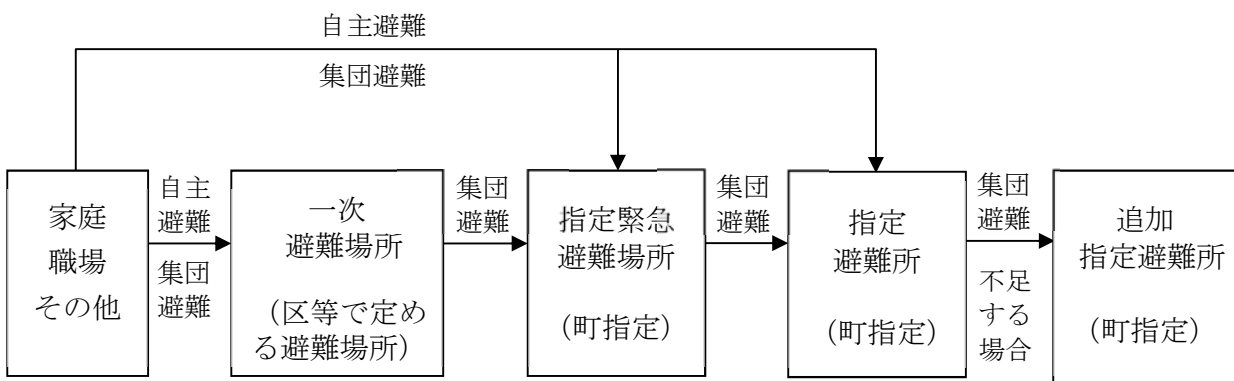 自主避難
集団避難
家庭
職場
その他
自主
避難
集団
避難
一次
避難場所
（区等で定め
る避難場所）
集団
避難
指定緊急
避難場所
（町指定）
集団
避難
指定
避難所
（町指定）
集団
避難
不足
する
場合
追加
指定避難所
（町指定）